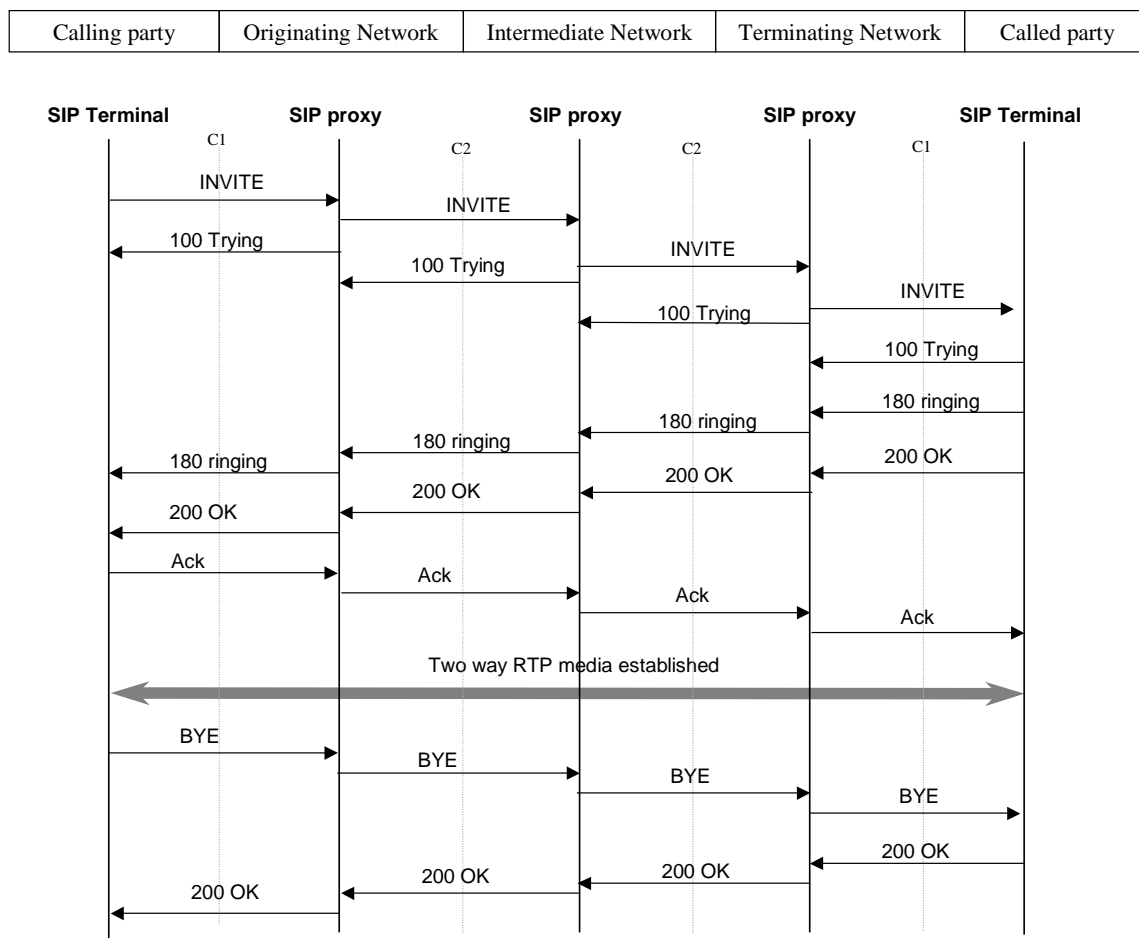 Calling party
Originating Network
Intermediate Network
Terminating Network
Called party
SIP Terminal
SIP proxy
SIP proxy
SIP proxy
SIP Terminal
C1
C2
C2
C1
INVITE
INVITE
100 Trying
INVITE
100 Trying
INVITE
100 Trying
100 Trying
180 ringing
180 ringing
180 ringing
180 ringing
200 OK
200 OK
200 OK
200 OK
Ack
Ack
Ack
Ack
Two way RTP media established
BYE
BYE
BYE
BYE
200 OK
200 OK
200 OK
200 OK